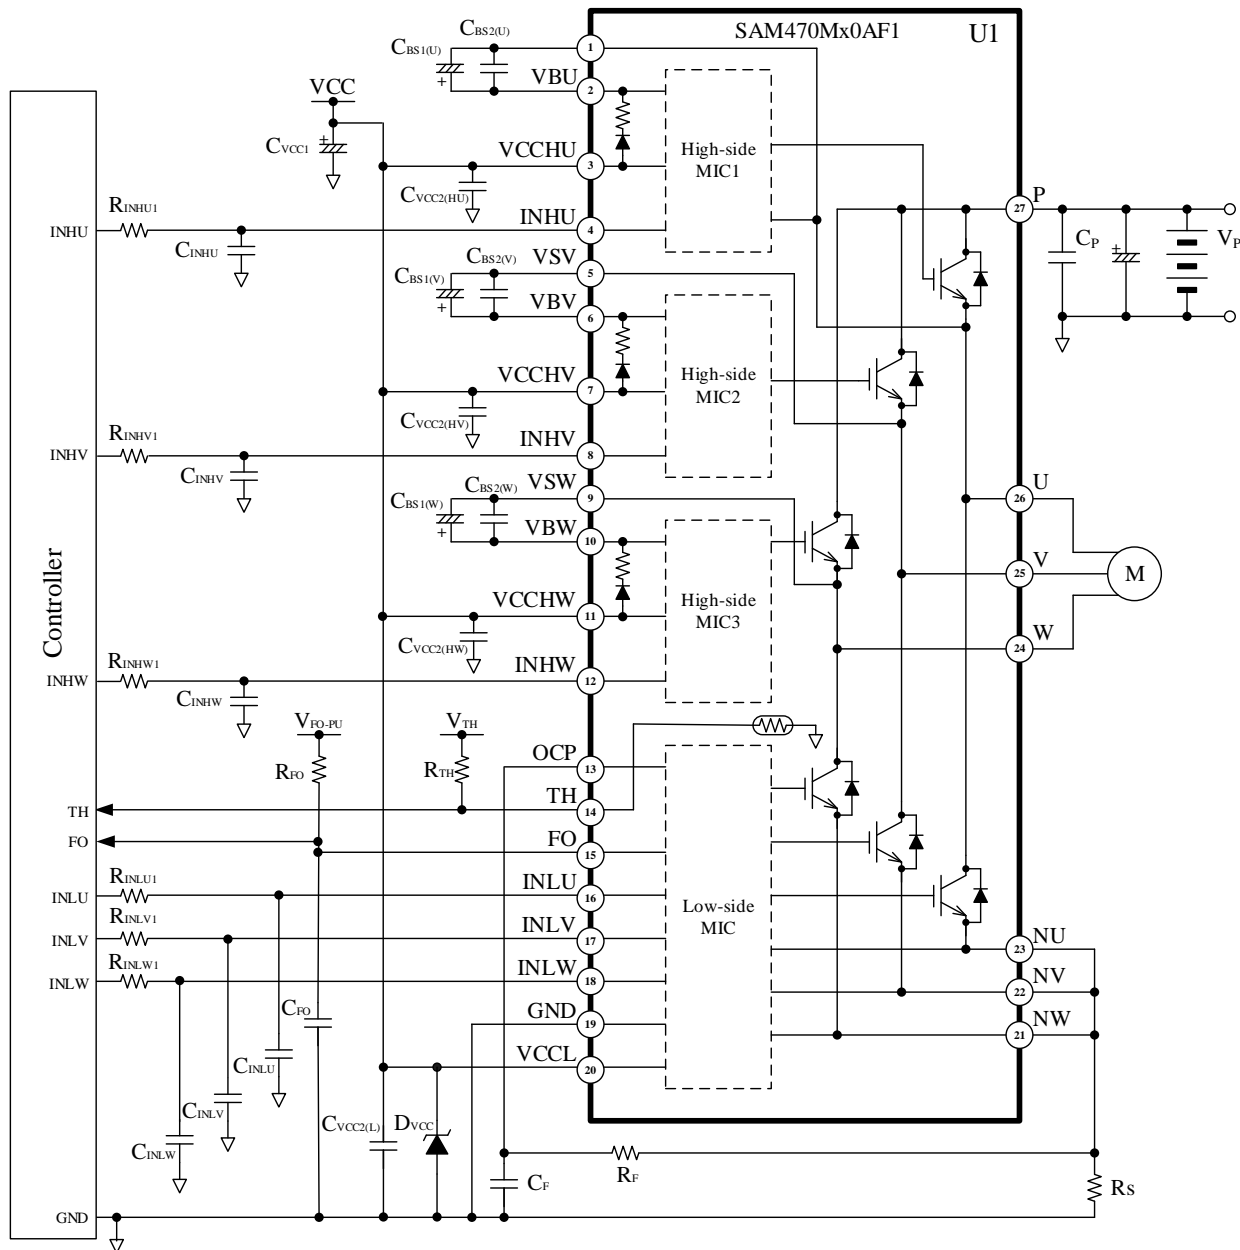 SAM470Mx0AF1
U1
CBS2(U)
CBS1(U)
1
VBU
2
VCC
CVCC1
VCCHU
3
CVCC2(HU)
High-side
MIC1
RINHU1
INHU
CINHU
INHU
4
P
27
CP
VP
VSV
5
CBS2(V)
CBS1(V)
VBV
6
VCCHV
7
CVCC2(HV)
High-side
MIC2
RINHV1
INHV
CINHV
INHV
8
VSW
9
CBS2(W)
CBS1(W)
VBW
10
U
26
V
25
M
W
24
VCCHW
11
CVCC2(HW)
High-side
MIC3
Controller
RINHW1
INHW
CINHW
INHW
12
VFO-PU
VTH
RFO
RTH
OCP
13
TH
TH
14
FO
FO
15
RINLU1
INLU
INLU
16
RINLV1
INLV
INLV
17
RINLW1
INLW
INLW
18
Low-side
MIC
NU
23
NV
22
NW
21
GND
19
VCCL
20
CFO
CINLU
CINLV
CINLW
CVCC2(L)
DVCC
CF
RF
RS
GND